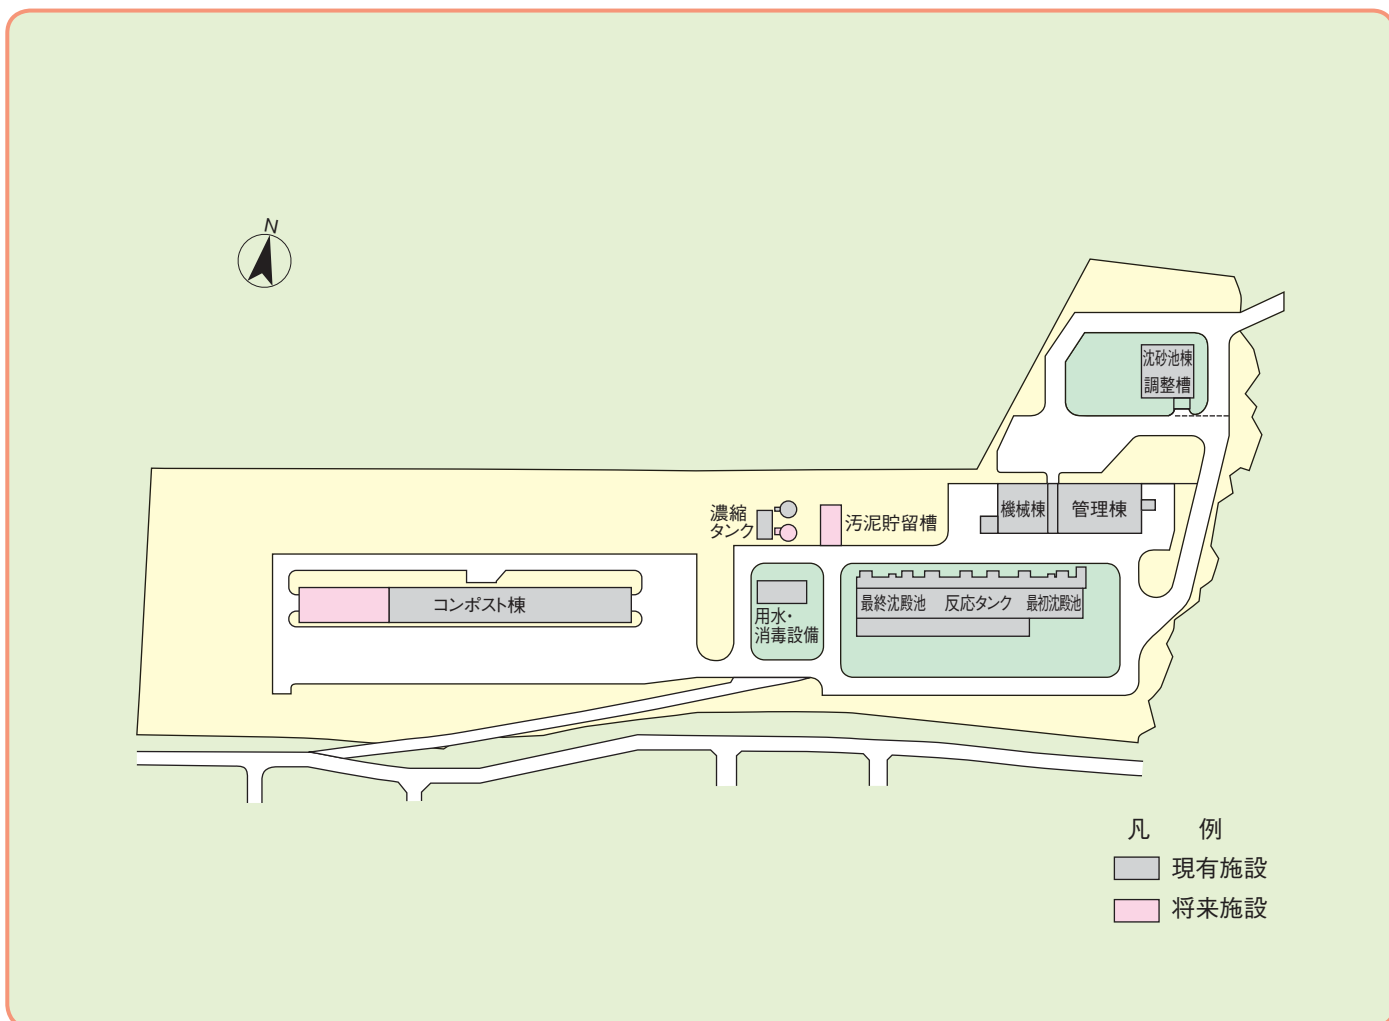 N
沈砂池棟
調整槽
濃縮
タンク
汚泥貯留槽
機械棟
管理棟
コンポスト棟
用水・
消毒設備
最終沈殿池
反応タンク
最初沈殿池
凡 例
現有施設
将来施設